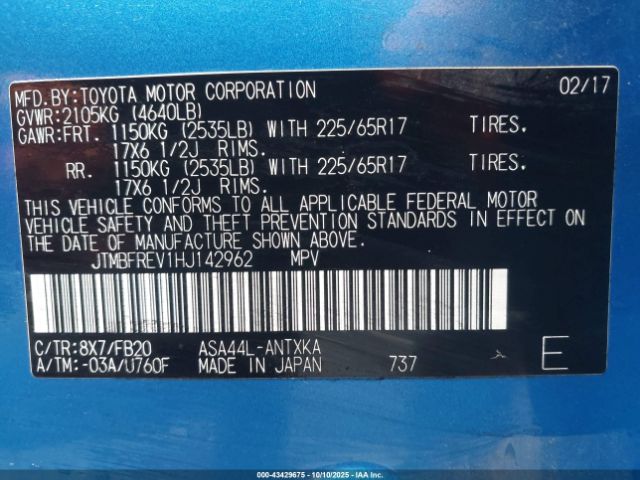 MFD.BY:TOYOTA MOTOR CORPORATION 02/17
GVWR:2105KG (4640LB)
GAWR:FRT. 1150KG (2535LB) WITH 225/65R17 TIRES.
17X6 1/2J RIMS.
RR. 1150KG (2535LB) WITH 225/65R17 TIRES.
17X6 1/2J RIMS.
THIS VEHICLE CONFORMS TO ALL APPLICABLE FEDERAL MOTOR
VEHICLE SAFETY AND THEFT PREVENTION STANDARDS IN EFFECT ON
THE DATE OF MANUFACTURE SHOWN ABOVE.
JTMBFREV1HJ142962 MPV
C/TR:8X7/FB20 ASA44L-ANTXKA
A/TM:-03A/U760F MADE IN JAPAN 737 E
000-43429675 - 10/10/2025 - © IAA Holdings, LLC